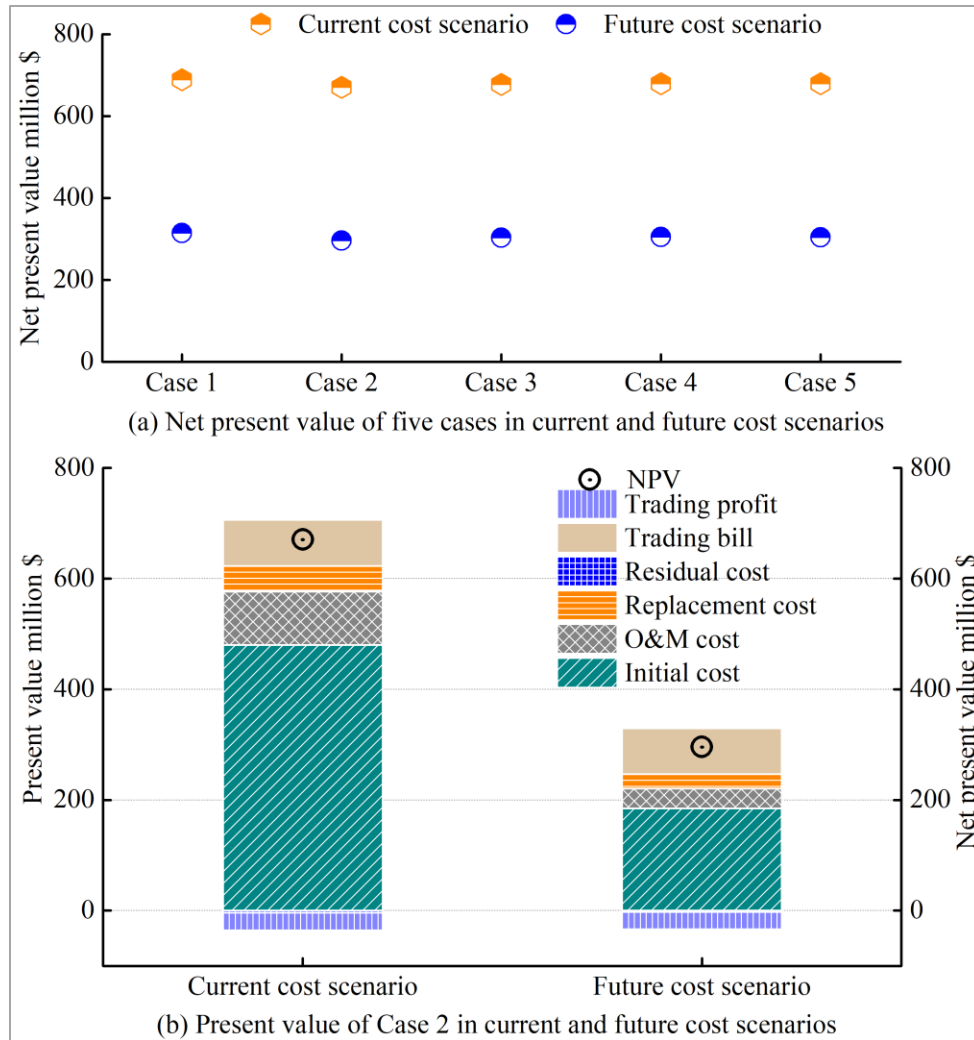 800
Current cost scenario
Future cost scenario
600
400
200
0
Net present value million $
Case 1
Case 2
Case 3
Case 4
Case 5
(a) Net present value of five cases in current and future cost scenarios
800
600
400
200
0
Present value million $
NPV
Trading profit
Trading bill
Residual cost
Replacement cost
O&M cost
Initial cost
800
600
400
200
0
Net present value million $
Current cost scenario
Future cost scenario
(b) Present value of Case 2 in current and future cost scenarios